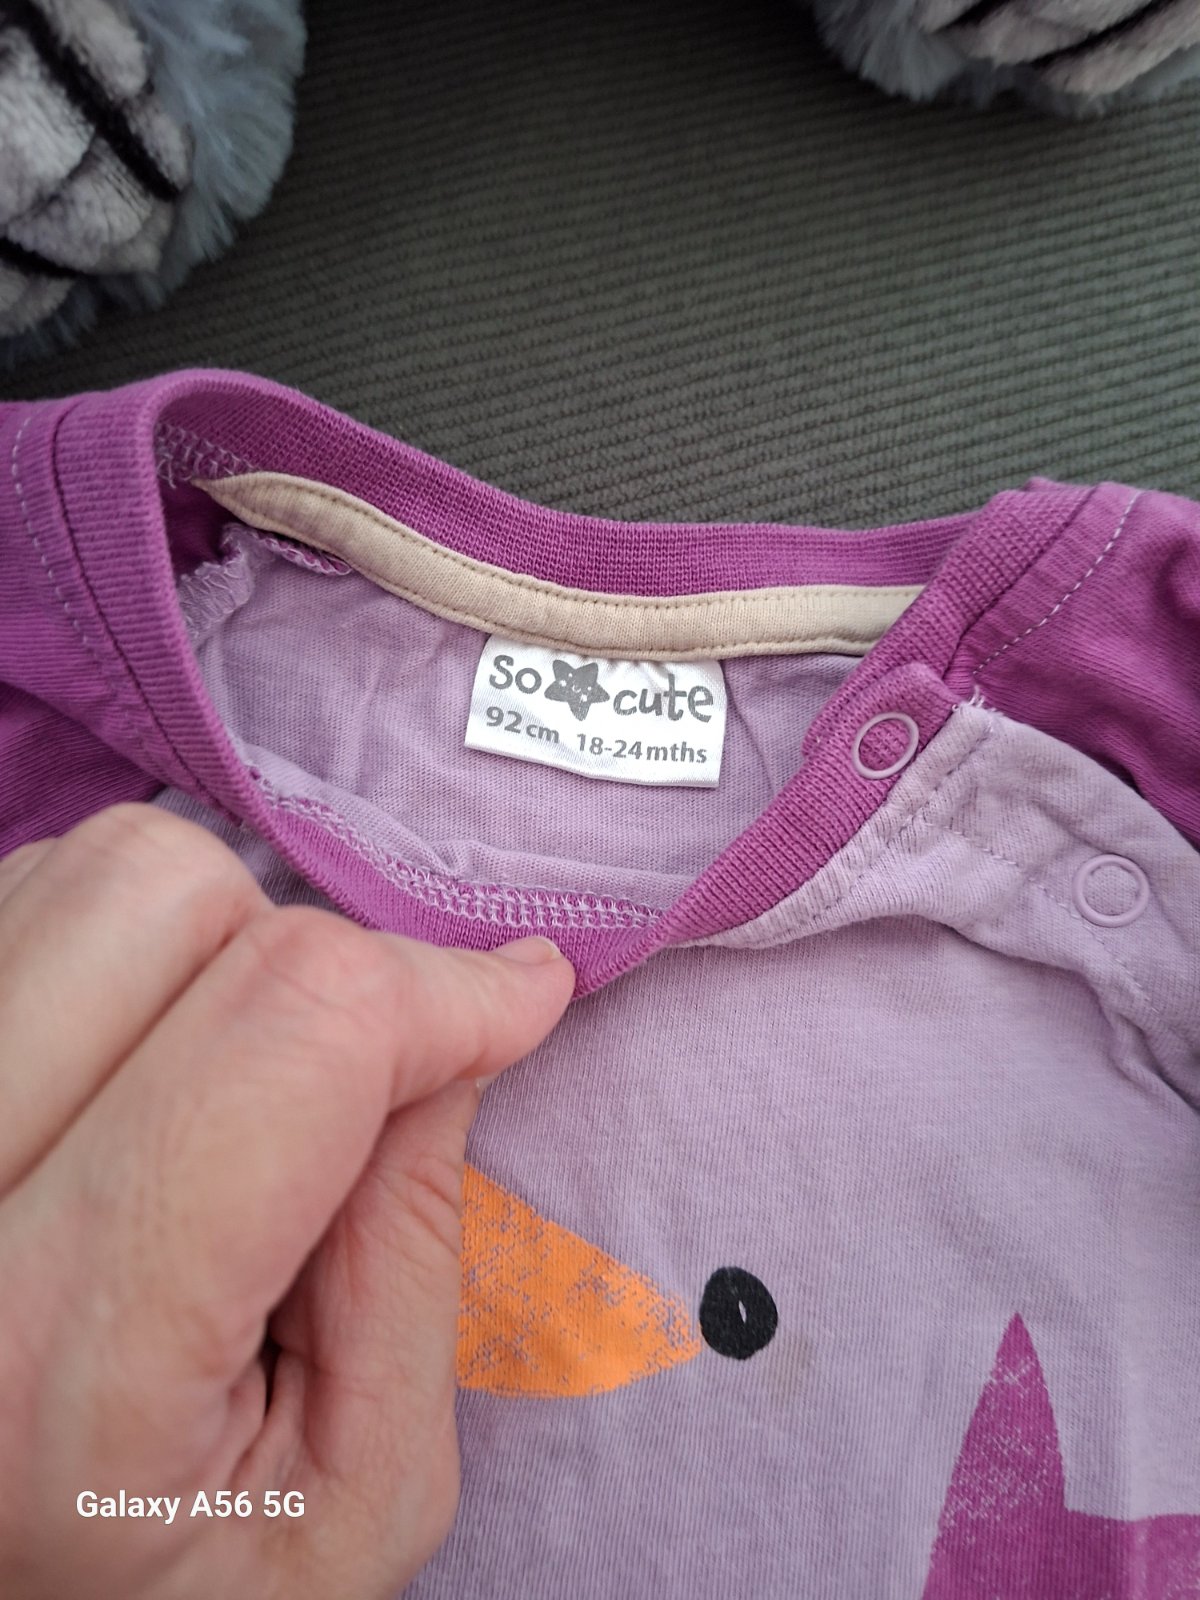 So cute
92cm 18-24mths
Galaxy A56 5G